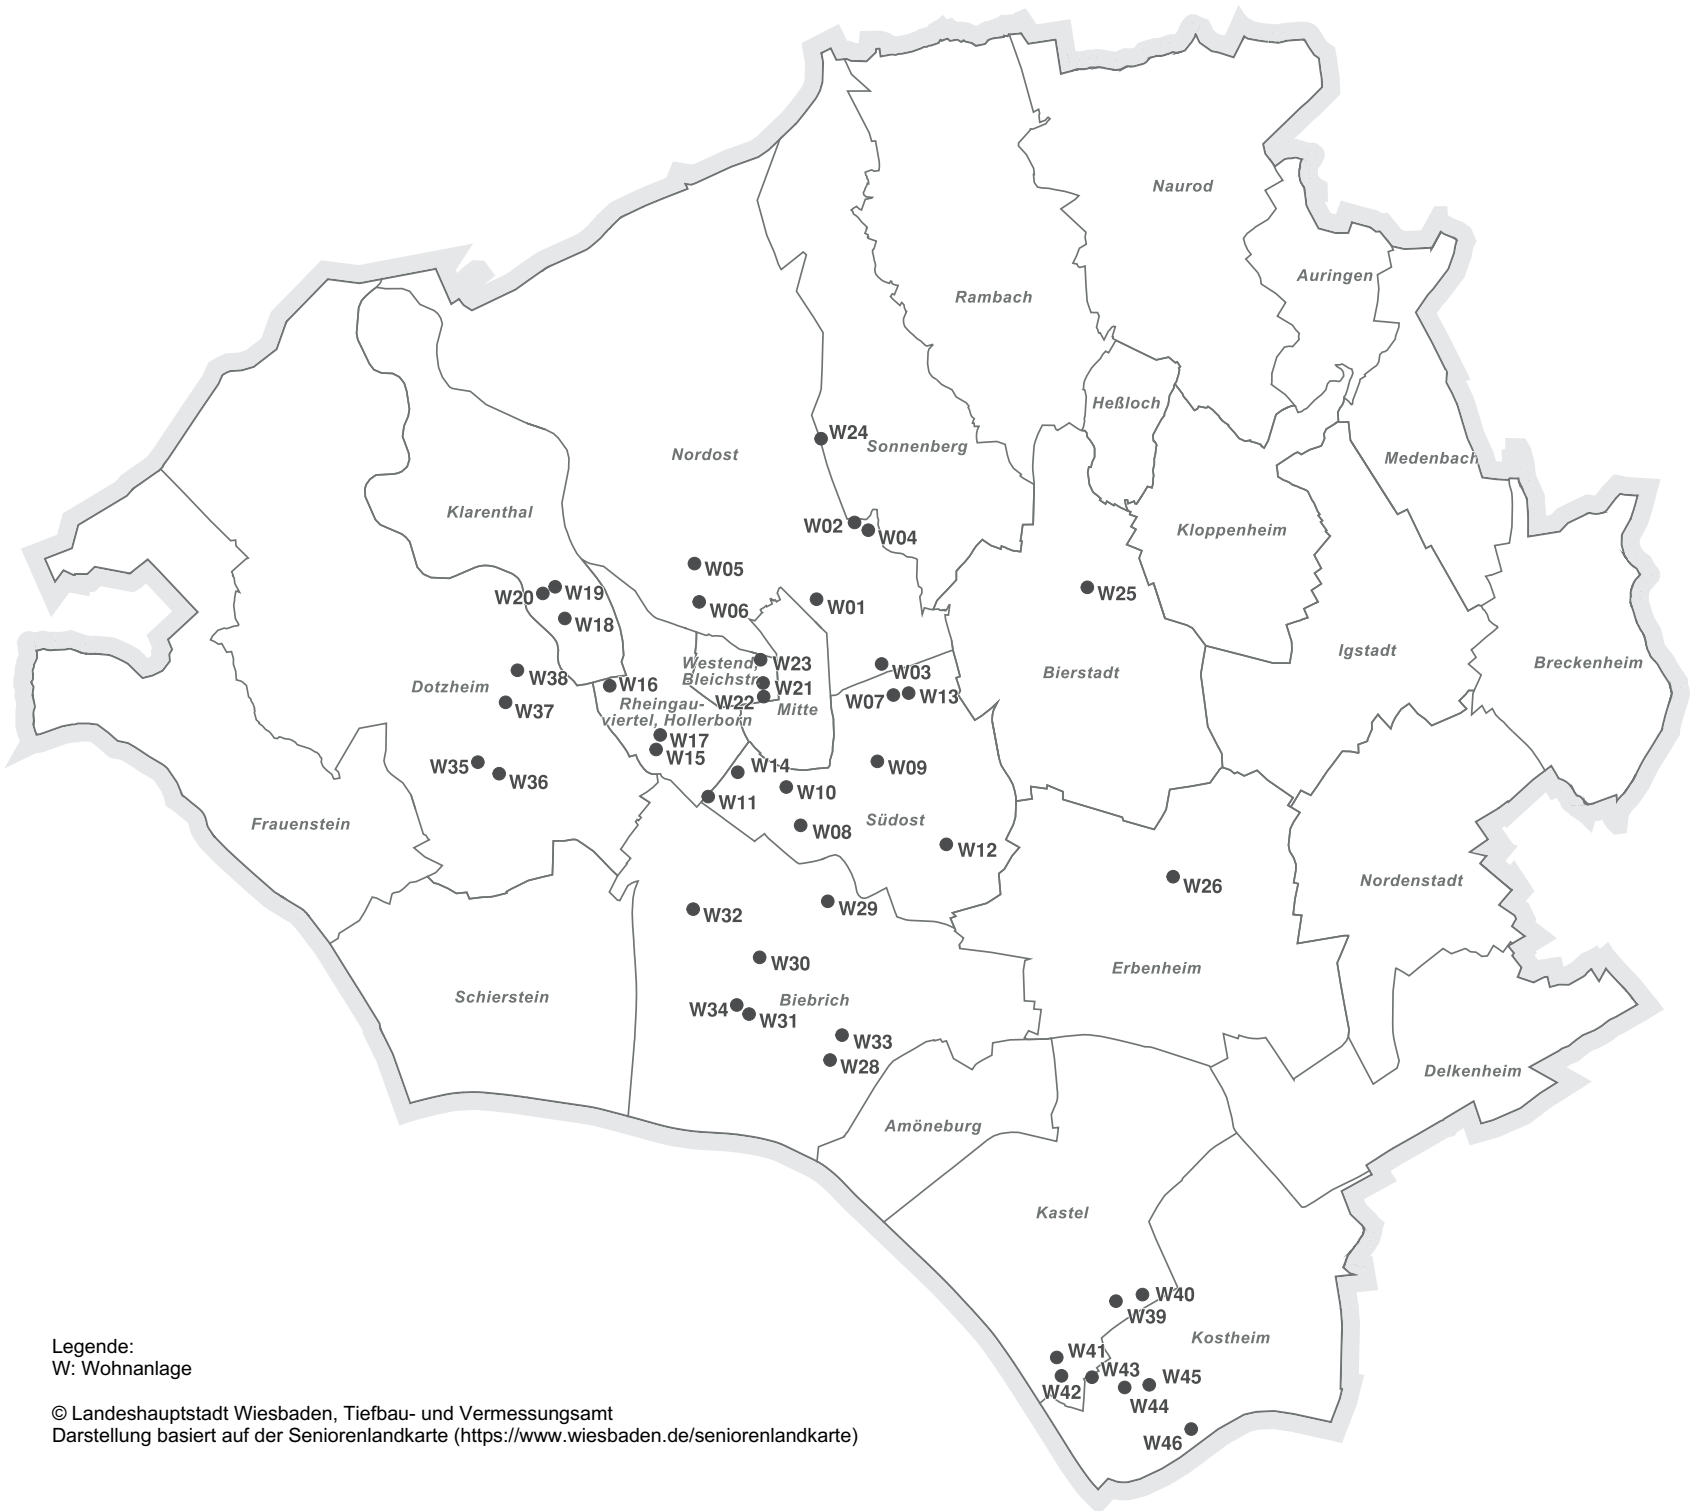 Naurod
Auringen
Rambach
Heßloch
W24
Sonnenberg
Nordost
Medenbach
Klarenthal
W02
W04
Kloppenheim
W05
W20
W19
W25
W06
W01
W18
Igstadt
Breckenheim
Westend,
Bleichstr.
W23
W03
Bierstadt
W38
Dotzheim
W16
W21
W22
W07
W13
Rheingau-
viertel, Hollerborn
Mitte
W37
W17
W15
W35
W36
W14
W09
W10
W11
Frauenstein
W08
Südost
W12
W26
Nordenstadt
W32
W29
W30
Erbenheim
Schierstein
W34
W31
Biebrich
W33
W28
Delkenheim
Amöneburg
Kastel
W40
W39
Kostheim
W41
W43
W45
W42
W44
W46
Legende:
W: Wohnanlage
© Landeshauptstadt Wiesbaden, Tiefbau- und Vermessungsamt
Darstellung basiert auf der Seniorenlandkarte (https://www.wiesbaden.de/seniorenlandkarte)